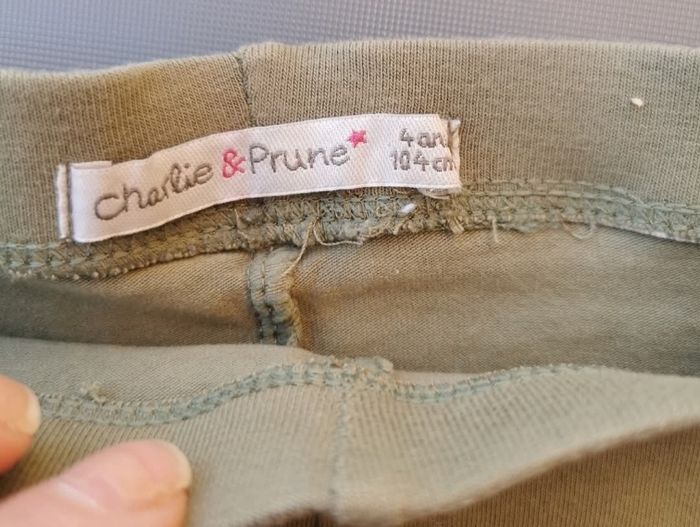 charlie & Prune
4 ans
104 cm